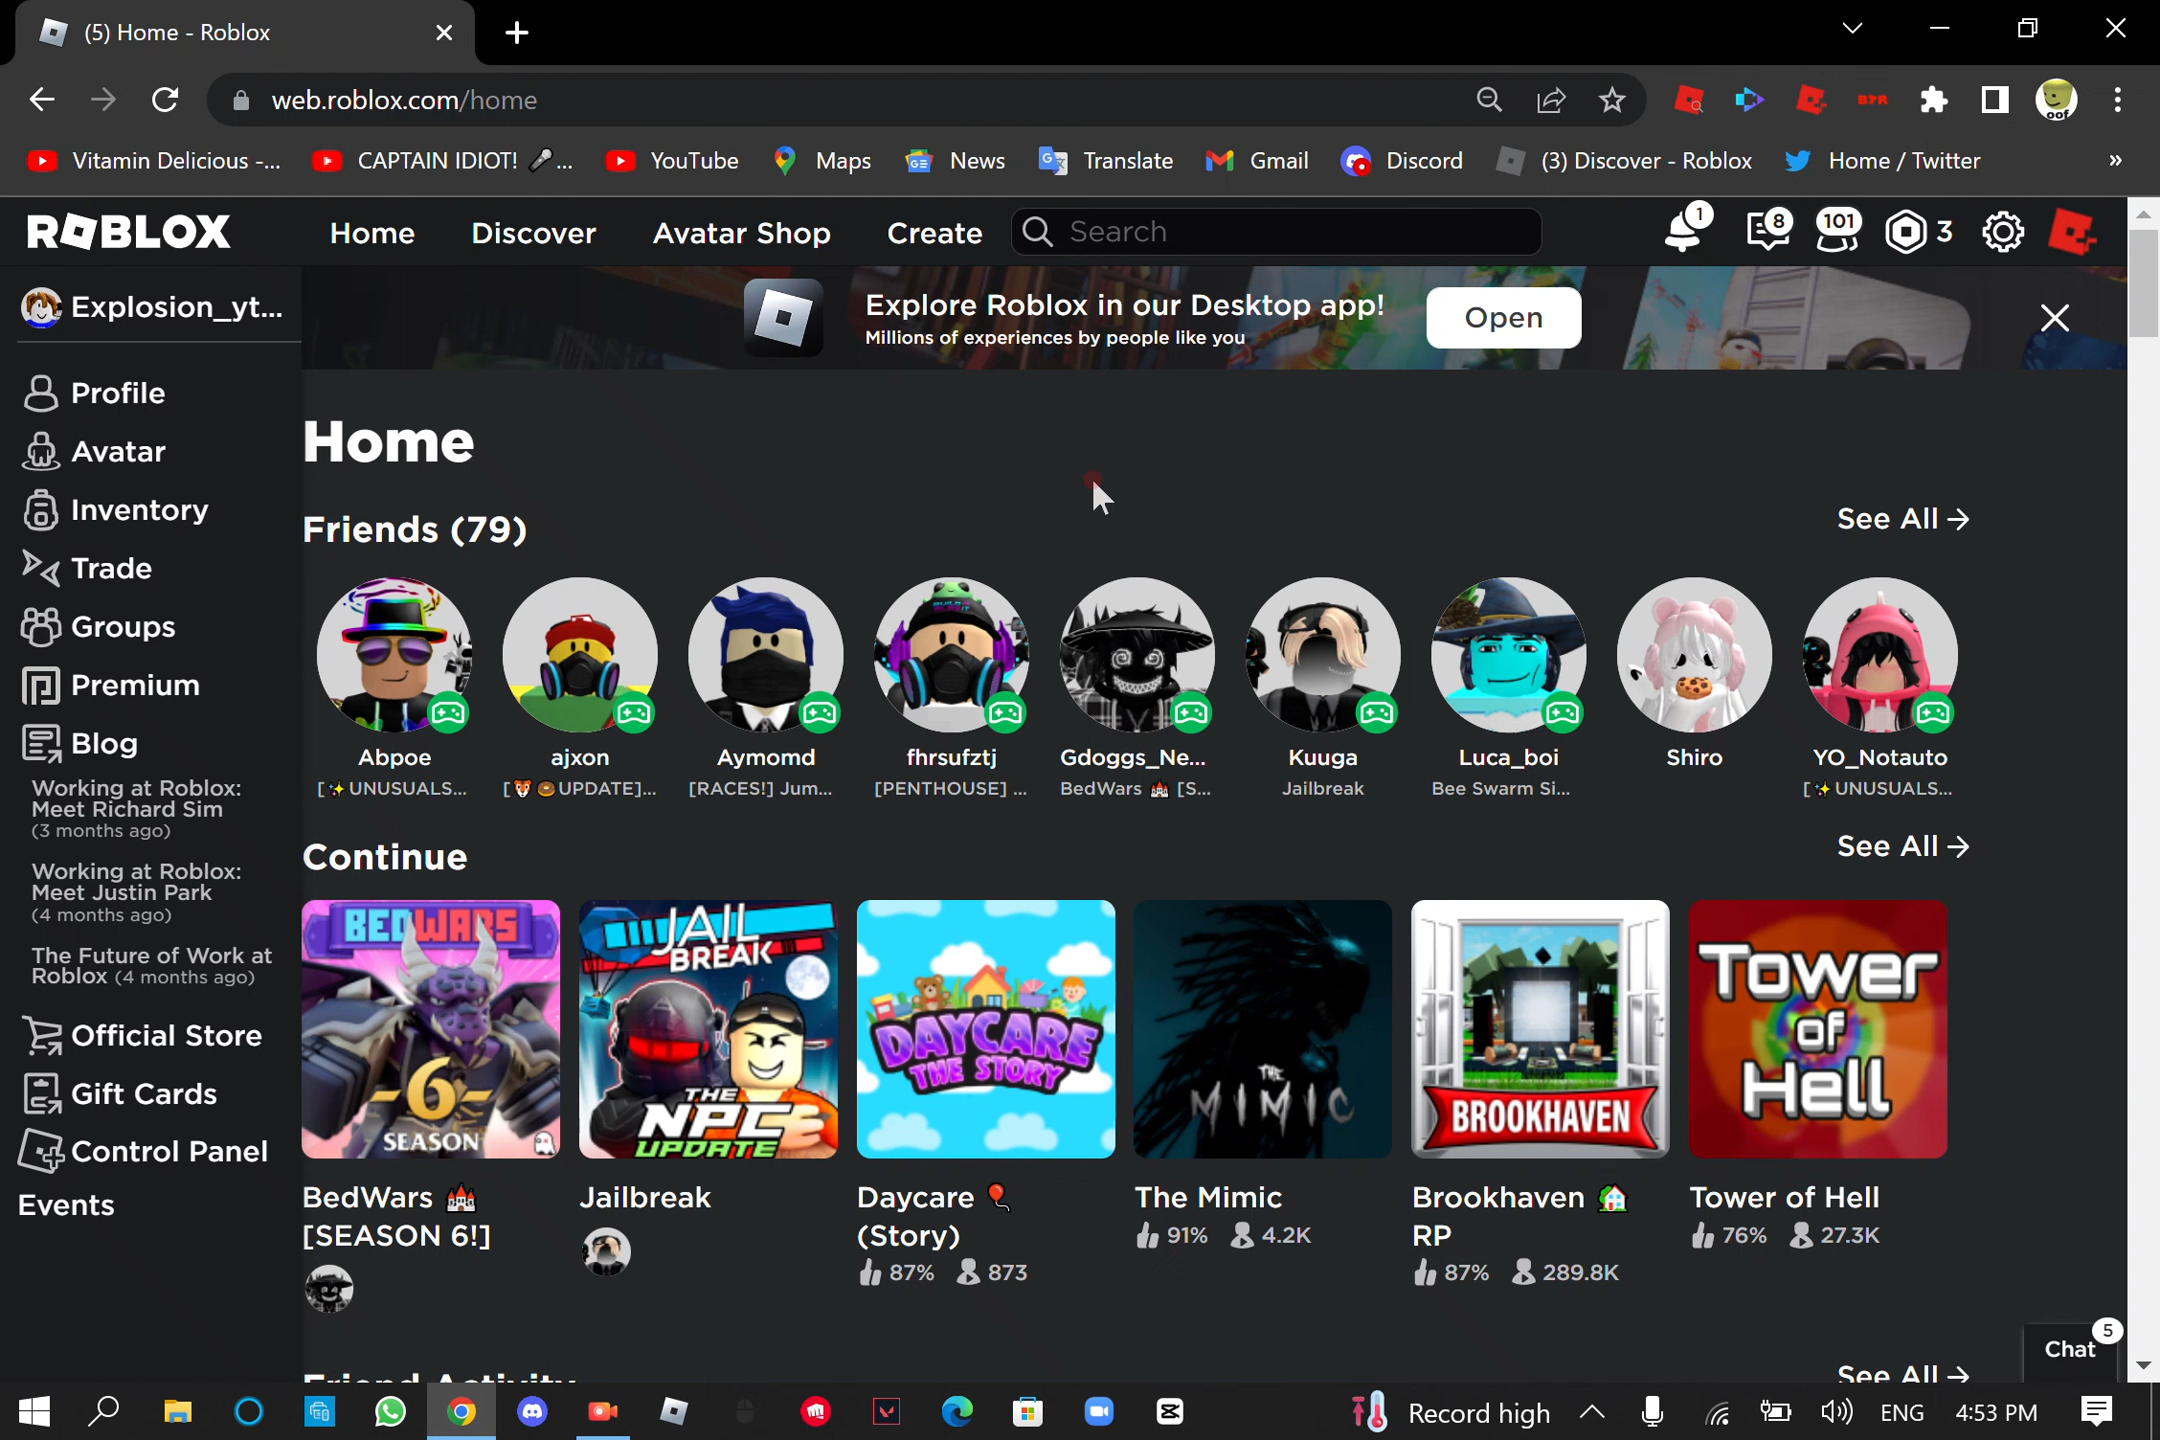 (5) Home - Roblox
web.roblox.com/home
oof
Vitamin Delicious -...
CAPTAIN IDIOT! 🎤...
YouTube
Maps
News
Translate
Gmail
Discord
(3) Discover - Roblox
Home / Twitter
»
ROBLOX
Home
Discover
Avatar Shop
Create
Search
1
8
101
3
Explosion_yt...
Explore Roblox in our Desktop app!
Millions of experiences by people like you
Open
Profile
Avatar
Inventory
Trade
Groups
Premium
Blog
Working at Roblox:
Meet Richard Sim
(3 months ago)
Working at Roblox:
Meet Justin Park
(4 months ago)
The Future of Work at
Roblox (4 months ago)
Official Store
Gift Cards
Control Panel
Events
Home
Friends (79)
See All →
Abpoe
[✨UNUSUALS...
ajxon
[🐯🍩UPDATE]...
Aymomd
[RACES!] Jum...
fhrsufztj
[PENTHOUSE] ...
Gdoggs_Ne...
BedWars 🏰 [S...
Kuuga
Jailbreak
Luca_boi
Bee Swarm Si...
Shiro
YO_Notauto
[✨UNUSUALS...
Continue
See All →
BEDWARS
-6-
SEASON
JAIL
BREAK
THE
NPC
UPDATE
DAYCARE
THE STORY
THE
MIMIC
BROOKHAVEN
Tower
of
Hell
BedWars 🏰
[SEASON 6!]
Jailbreak
Daycare 🎈
(Story)
87% 873
The Mimic
91% 4.2K
Brookhaven 🏡
RP
87% 289.8K
Tower of Hell
76% 27.3K
Friend Activity
See All →
Chat
5
Record high
ENG
4:53 PM